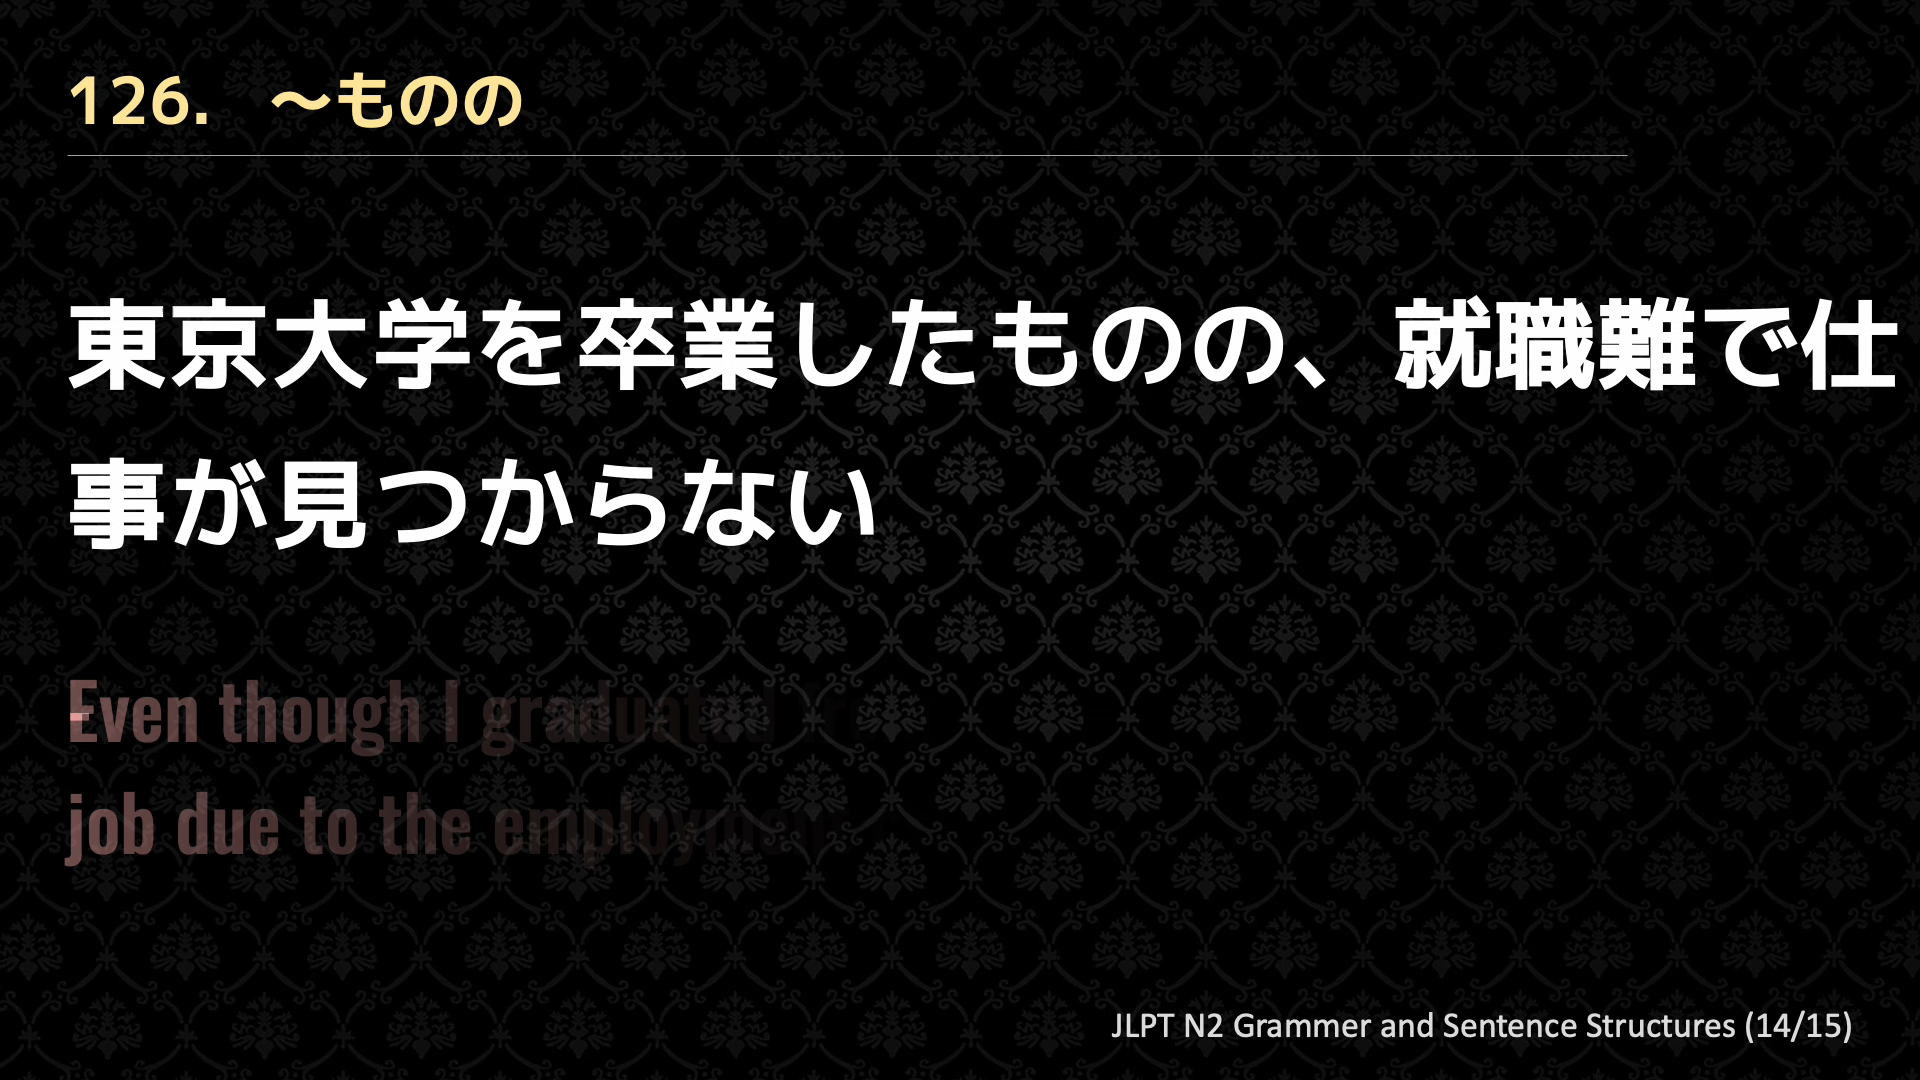 126. ～ものの
東京大学を卒業したものの、就職難で仕
事が見つからない
Even though I graduated
job due to the employment
JLPT N2 Grammer and Sentence Structures (14/15)